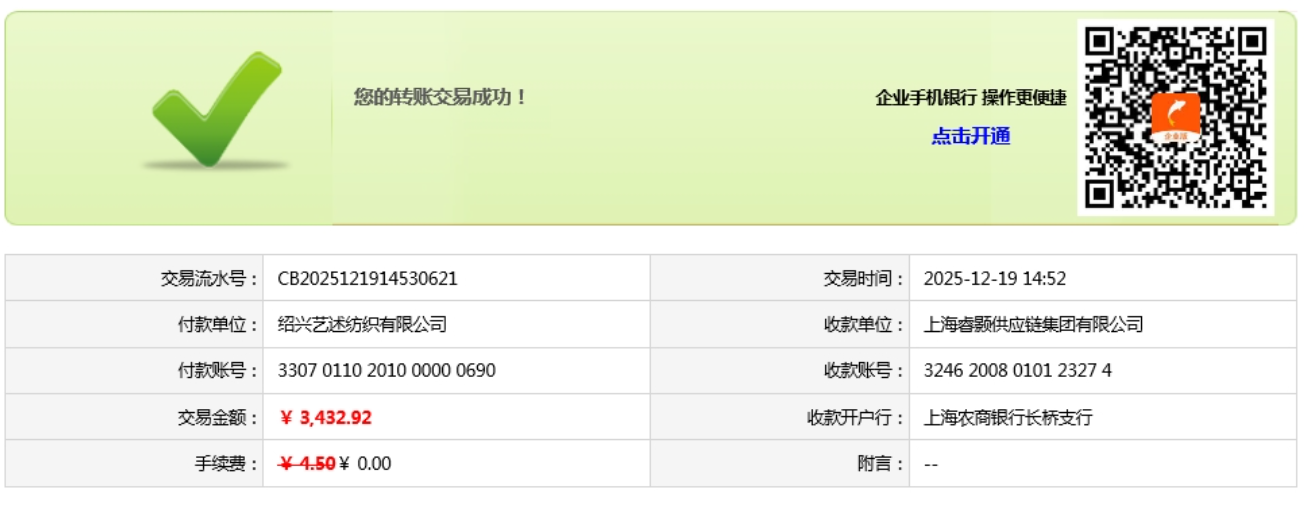 您的转账交易成功！
企业手机银行 操作更便捷
点击开通
企业版
交易流水号： CB2025121914530621 交易时间： 2025-12-19 14:52
付款单位： 绍兴艺述纺织有限公司 收款单位： 上海睿颢供应链集团有限公司
付款账号： 3307 0110 2010 0000 0690 收款账号： 3246 2008 0101 2327 4
交易金额： ￥ 3,432.92 收款开户行： 上海农商银行长桥支行
手续费： ￥ 4.50￥ 0.00 附言： --